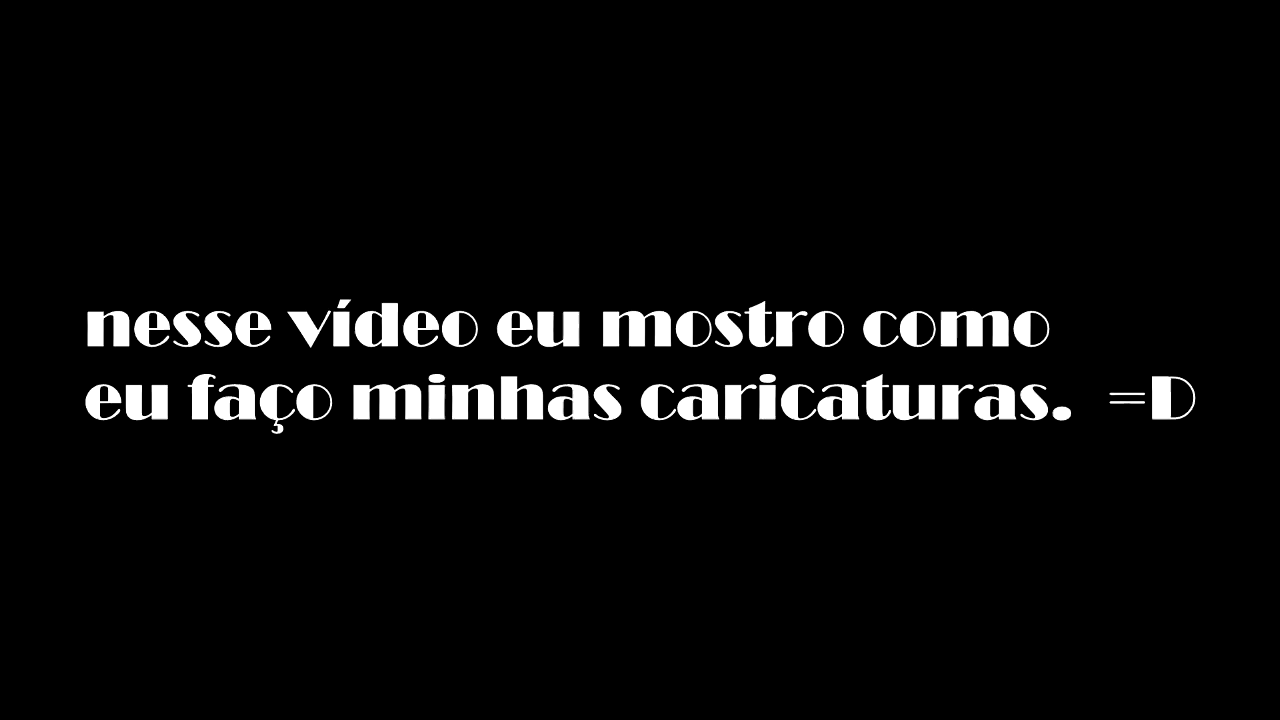 nesse vídeo eu mostro como
eu faço minhas caricaturas.  =D